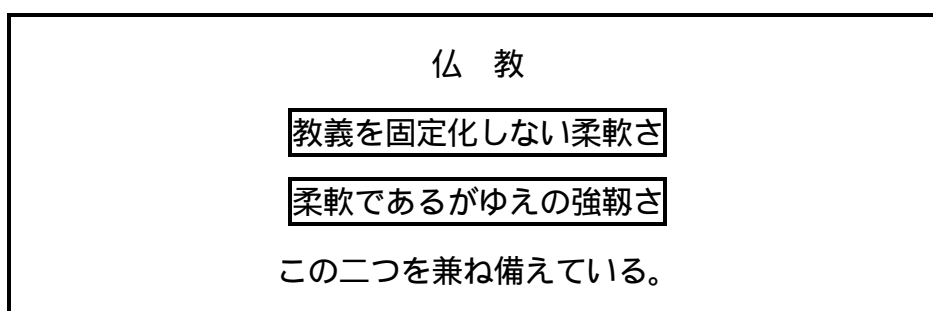 仏　教
教義を固定化しない柔軟さ
柔軟であるがゆえの強靱さ
この二つを兼ね備えている。